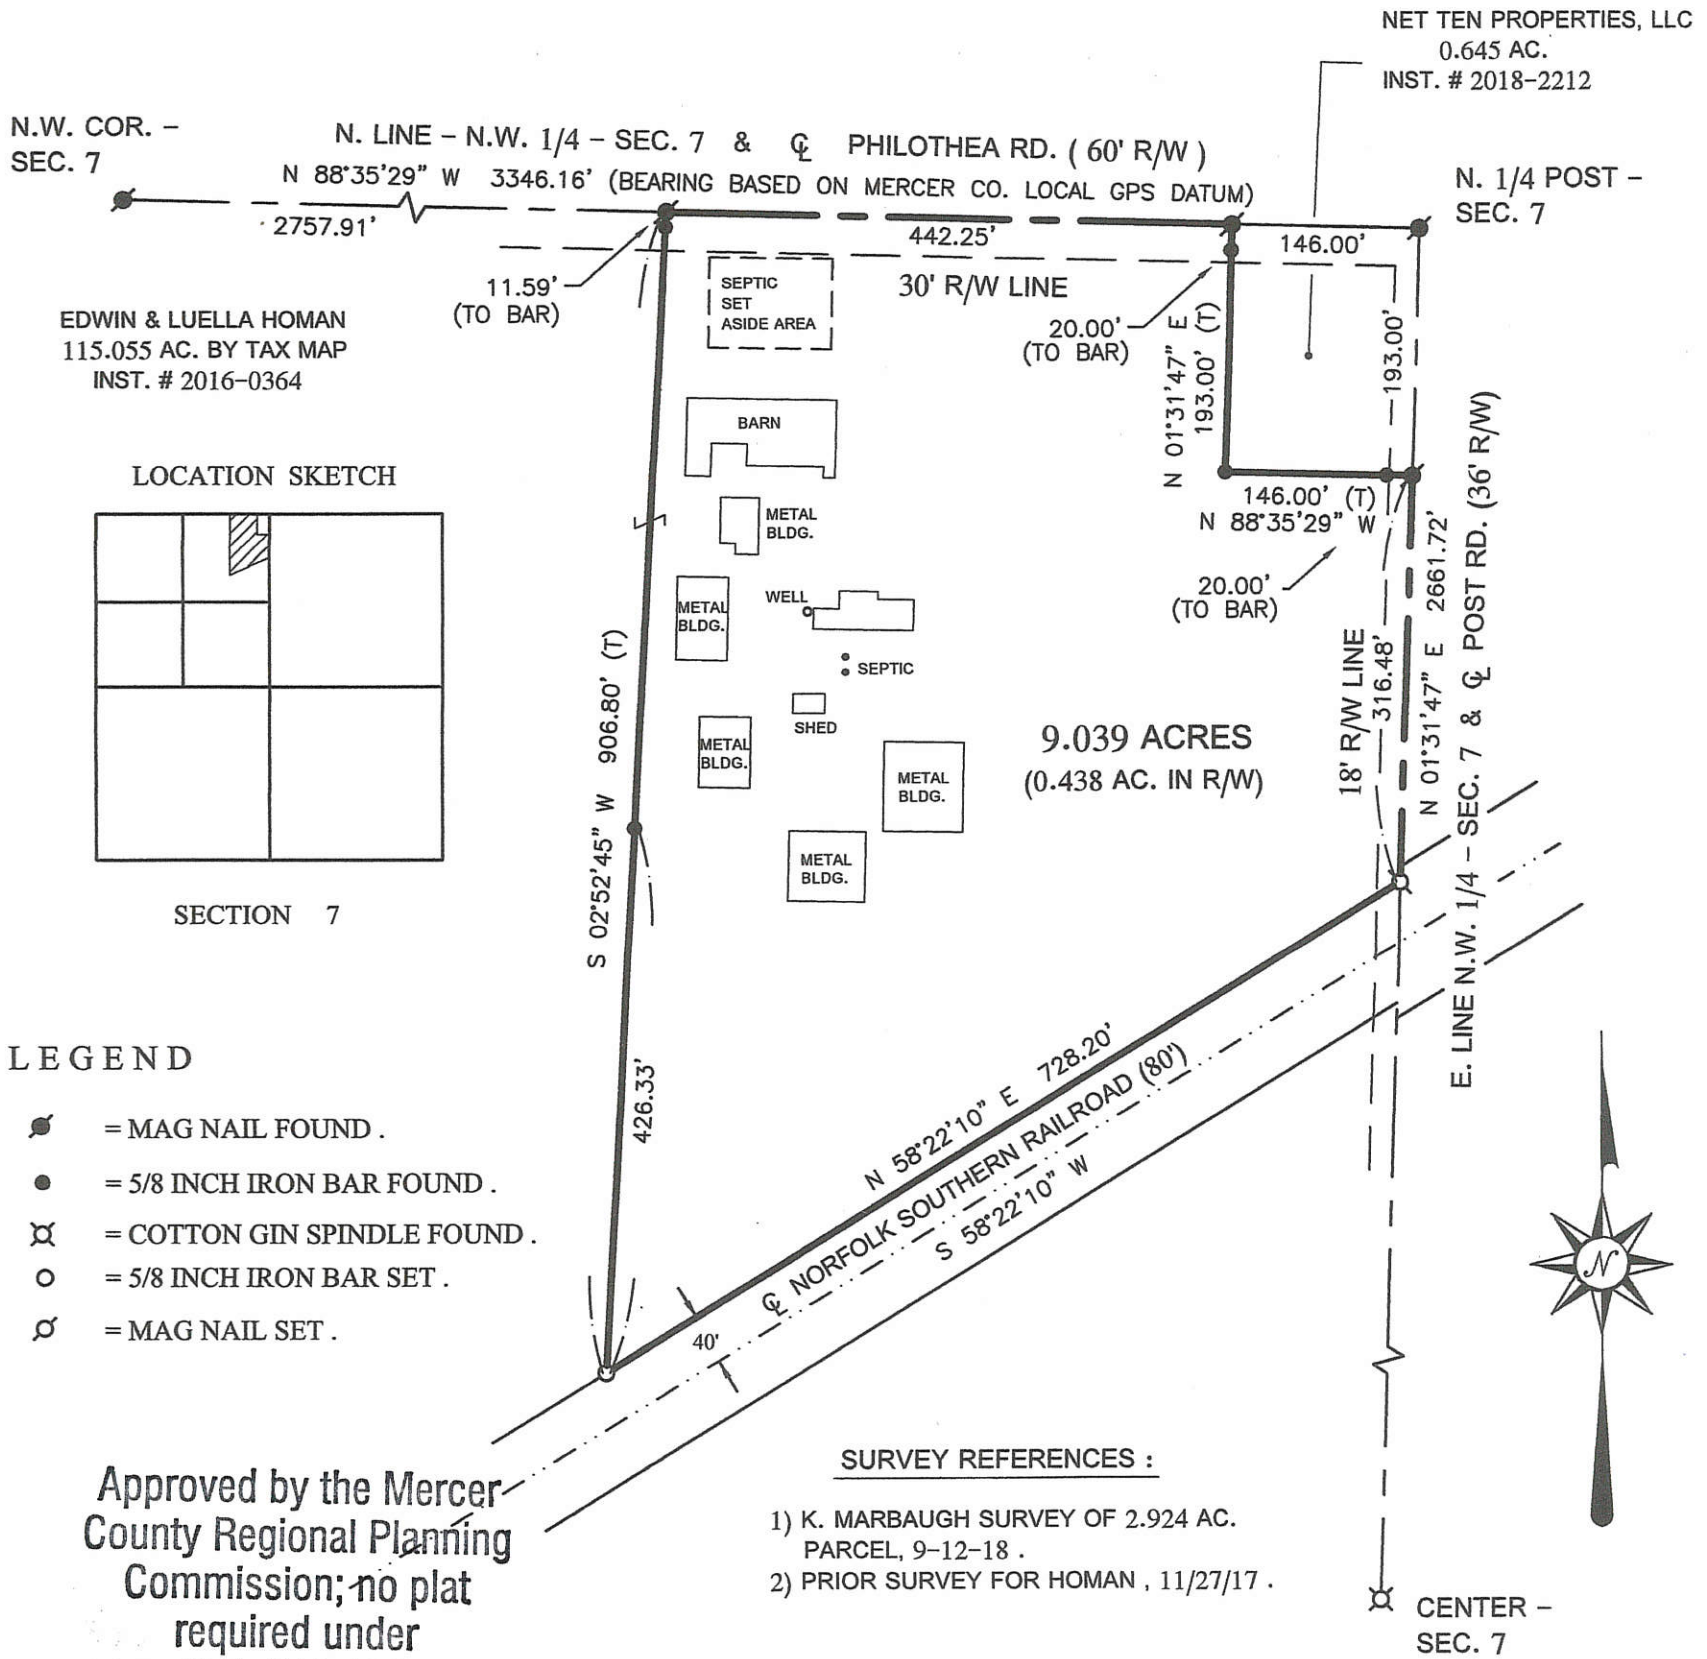 NET TEN PROPERTIES, LLC
0.645 AC.
INST. # 2018-2212
N.W. COR. -
SEC. 7
N. LINE - N.W. 1/4 - SEC. 7 & ℄ PHILOTHEA RD. ( 60' R/W )
N 88°35'29" W 3346.16' (BEARING BASED ON MERCER CO. LOCAL GPS DATUM)
N. 1/4 POST -
SEC. 7
2757.91'
442.25'
146.00'
11.59'
(TO BAR)
SEPTIC
SET
ASIDE AREA
30' R/W LINE
20.00'
(TO BAR)
N 01°31'47" E
193.00' (T)
193.00'
EDWIN & LUELLA HOMAN
115.055 AC. BY TAX MAP
INST. # 2016-0364
BARN
LOCATION SKETCH
SECTION 7
METAL
BLDG.
METAL
BLDG.
WELL
SEPTIC
SHED
METAL
BLDG.
METAL
BLDG.
METAL
BLDG.
146.00' (T)
N 88°35'29" W
20.00'
(TO BAR)
18' R/W LINE
316.48'
N 01°31'47" E 2661.72'
E. LINE N.W. 1/4 - SEC. 7 & ℄ POST RD. (36' R/W)
9.039 ACRES
(0.438 AC. IN R/W)
S 02°52'45" W 906.80' (T)
426.33'
N 58°22'10" E 728.20'
℄ NORFOLK SOUTHERN RAILROAD (80')
S 58°22'10" W
40'
LEGEND
= MAG NAIL FOUND .
= 5/8 INCH IRON BAR FOUND .
= COTTON GIN SPINDLE FOUND .
= 5/8 INCH IRON BAR SET .
= MAG NAIL SET .
N
Approved by the Mercer
County Regional Planning
Commission; no plat
required under
SURVEY REFERENCES :
1) K. MARBAUGH SURVEY OF 2.924 AC.
PARCEL, 9-12-18 .
2) PRIOR SURVEY FOR HOMAN , 11/27/17 .
CENTER -
SEC. 7